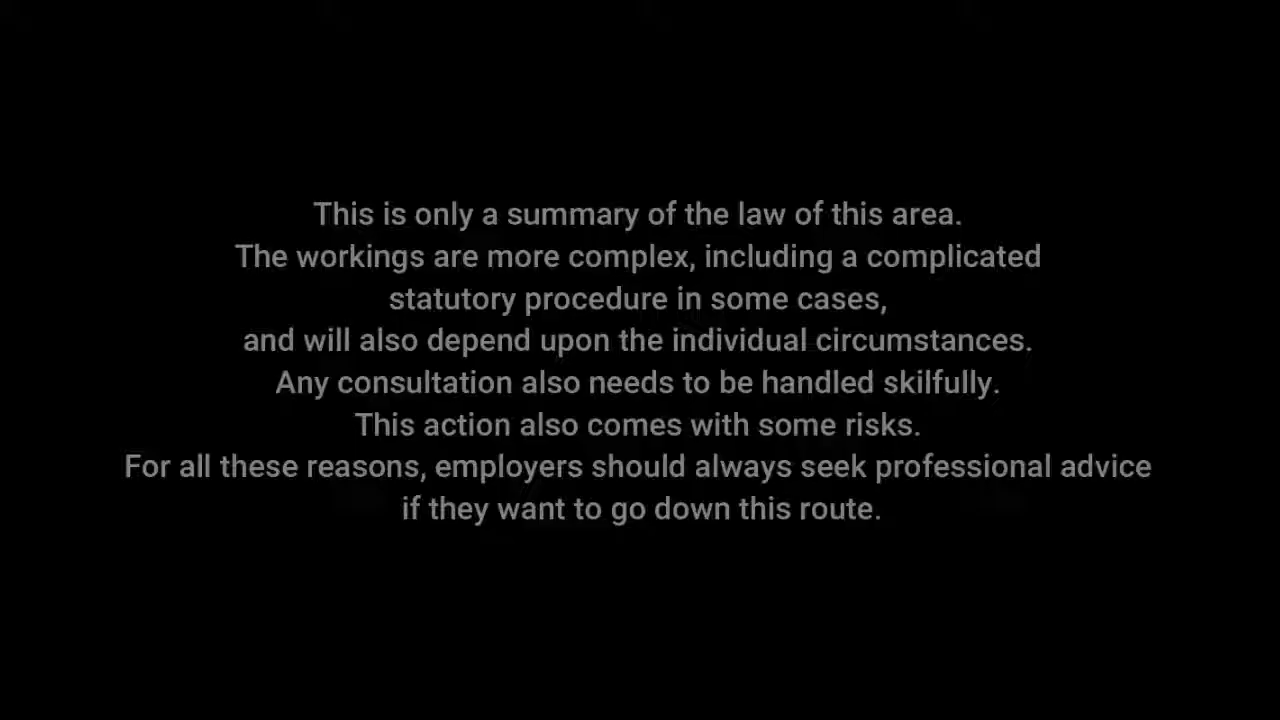 This is only a summary of the law of this area.
The workings are more complex, including a complicated
statutory procedure in some cases,
and will also depend upon the individual circumstances.
Any consultation also needs to be handled skilfully.
This action also comes with some risks.
For all these reasons, employers should always seek professional advice
if they want to go down this route.